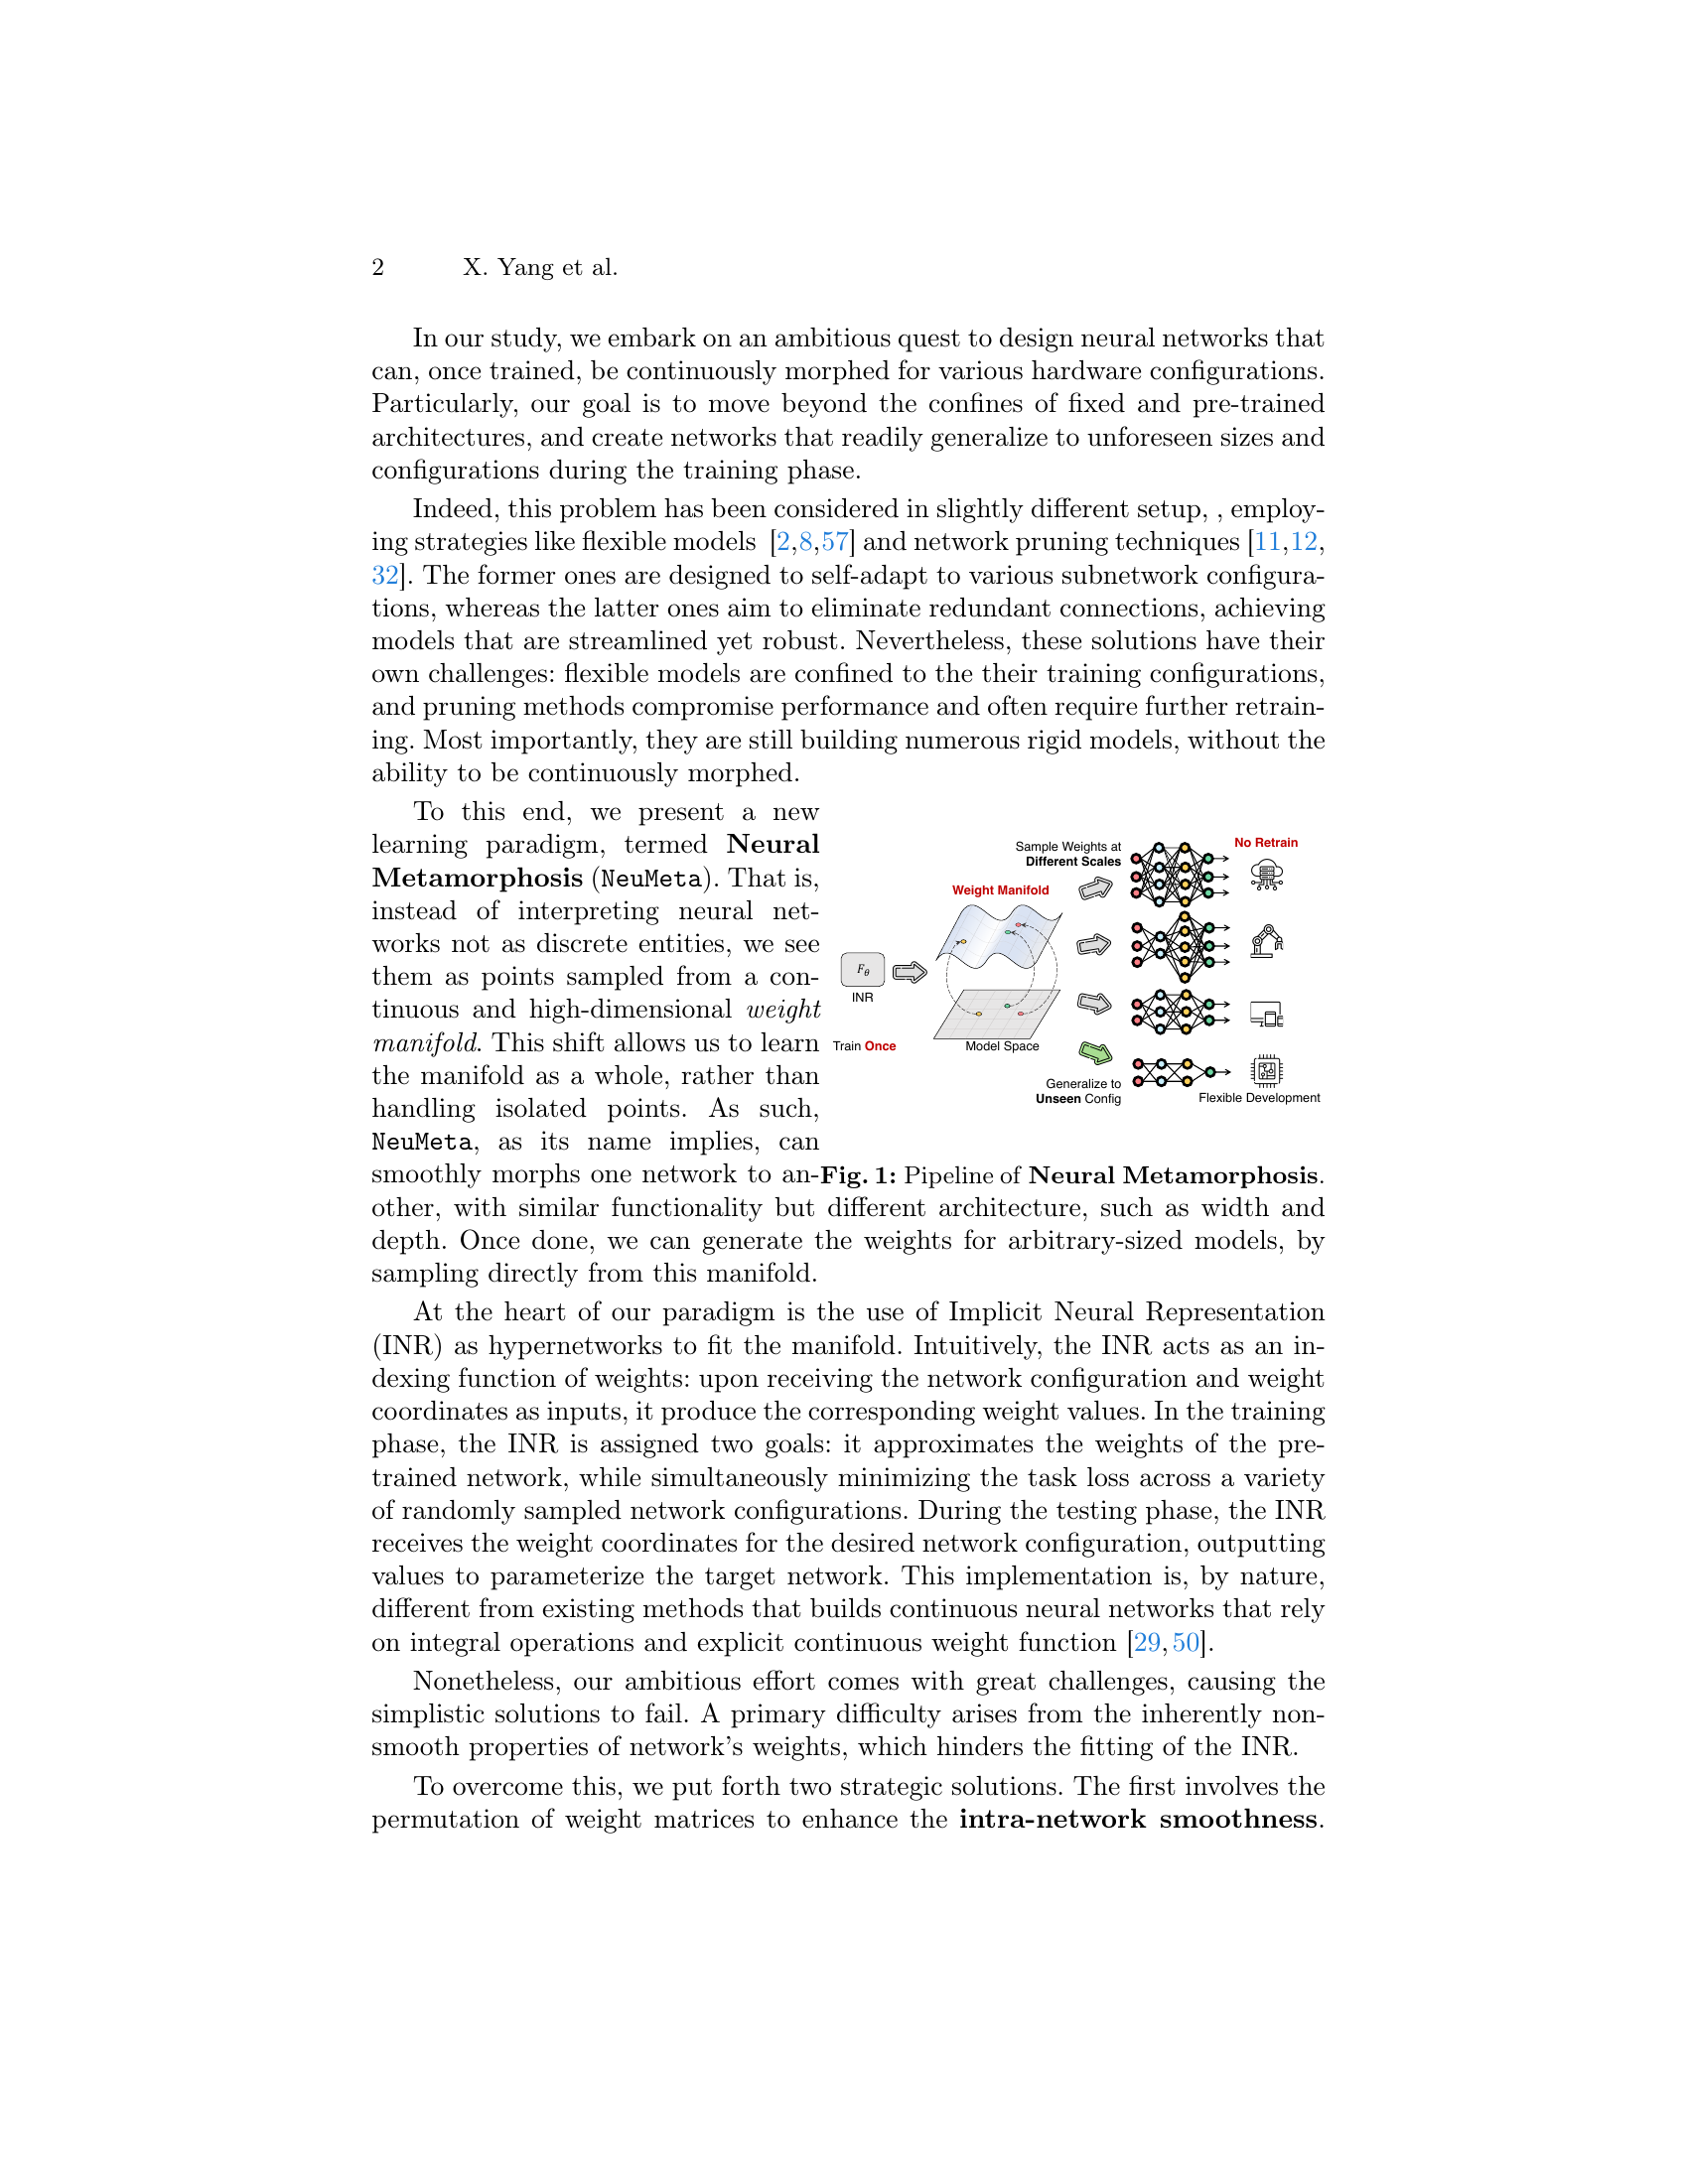 2 X. Yang et al.
In our study, we embark on an ambitious quest to design neural networks that
can, once trained, be continuously morphed for various hardware configurations.
Particularly, our goal is to move beyond the confines of fixed and pre-trained
architectures, and create networks that readily generalize to unforeseen sizes and
configurations during the training phase.
Indeed, this problem has been considered in slightly different setup, , employ-
ing strategies like flexible models [2,8,57] and network pruning techniques [11,12,
32]. The former ones are designed to self-adapt to various subnetwork configura-
tions, whereas the latter ones aim to eliminate redundant connections, achieving
models that are streamlined yet robust. Nevertheless, these solutions have their
own challenges: flexible models are confined to the their training configurations,
and pruning methods compromise performance and often require further retrain-
ing. Most importantly, they are still building numerous rigid models, without the
ability to be continuously morphed.
To this end, we present a new
learning paradigm, termed Neural
Metamorphosis (NeuMeta). That is,
instead of interpreting neural net-
works not as discrete entities, we see
them as points sampled from a con-
tinuous and high-dimensional weight
manifold. This shift allows us to learn
the manifold as a whole, rather than
handling isolated points. As such,
NeuMeta, as its name implies, can
smoothly morphs one network to an-
Sample Weights at
Different Scales
No Retrain
Weight Manifold
Fθ
INR
Train Once
Model Space
Generalize to
Unseen Config
Flexible Development
Fig. 1: Pipeline of Neural Metamorphosis.
other, with similar functionality but different architecture, such as width and
depth. Once done, we can generate the weights for arbitrary-sized models, by
sampling directly from this manifold.
At the heart of our paradigm is the use of Implicit Neural Representation
(INR) as hypernetworks to fit the manifold. Intuitively, the INR acts as an in-
dexing function of weights: upon receiving the network configuration and weight
coordinates as inputs, it produce the corresponding weight values. In the training
phase, the INR is assigned two goals: it approximates the weights of the pre-
trained network, while simultaneously minimizing the task loss across a variety
of randomly sampled network configurations. During the testing phase, the INR
receives the weight coordinates for the desired network configuration, outputting
values to parameterize the target network. This implementation is, by nature,
different from existing methods that builds continuous neural networks that rely
on integral operations and explicit continuous weight function [29,50].
Nonetheless, our ambitious effort comes with great challenges, causing the
simplistic solutions to fail. A primary difficulty arises from the inherently non-
smooth properties of network's weights, which hinders the fitting of the INR.
To overcome this, we put forth two strategic solutions. The first involves the
permutation of weight matrices to enhance the intra-network smoothness.